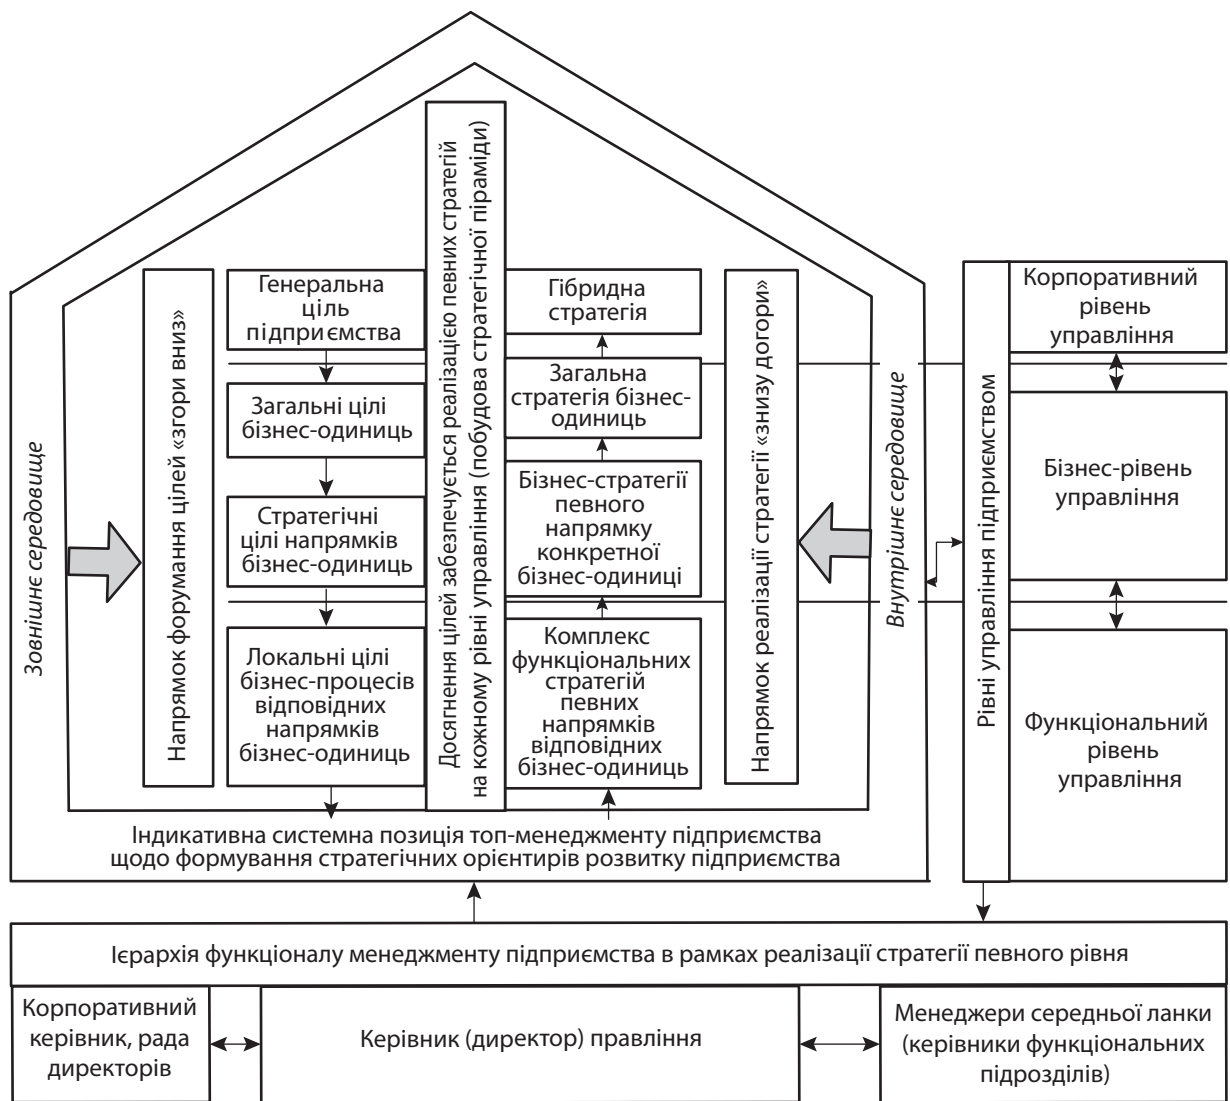 Зовнішнє середовище
Напрямок форумання цілей «згори вниз»
Генеральна
ціль
підприємства
Загальні цілі
бізнес-одиниць
Стратегічні
цілі напрямків
бізнес-одиниць
Локальні цілі
бізнес-процесів
відповідних
напрямків
бізнес-одиниць
Досягнення цілей забезпечується реалізацією певних стратегій
на кожному рівні управління (побудова стратегічної піраміди)
Гібридна
стратегія
Загальна
стратегія бізнес-
одиниць
Бізнес-стратегії
певного
напрямку
конкретної
бізнес-одиниці
Комплекс
функціональних
стратегій
певних
напрямків
відповідних
бізнес-одиниць
Напрямок реалізації стратегії «знизу догори»
Внутрішнє середовище
Рівні управління підприємством
Корпоративний
рівень
управління
Бізнес-рівень
управління
Функціональний
рівень
управління
Індикативна системна позиція топ-менеджменту підприємства
щодо формування стратегічних орієнтирів розвитку підприємства
Ієрархія функціоналу менеджменту підприємства в рамках реалізації стратегії певного рівня
Корпоративний
керівник, рада
директорів
Керівник (директор) правління
Менеджери середньої ланки
(керівники функціональних
підрозділів)